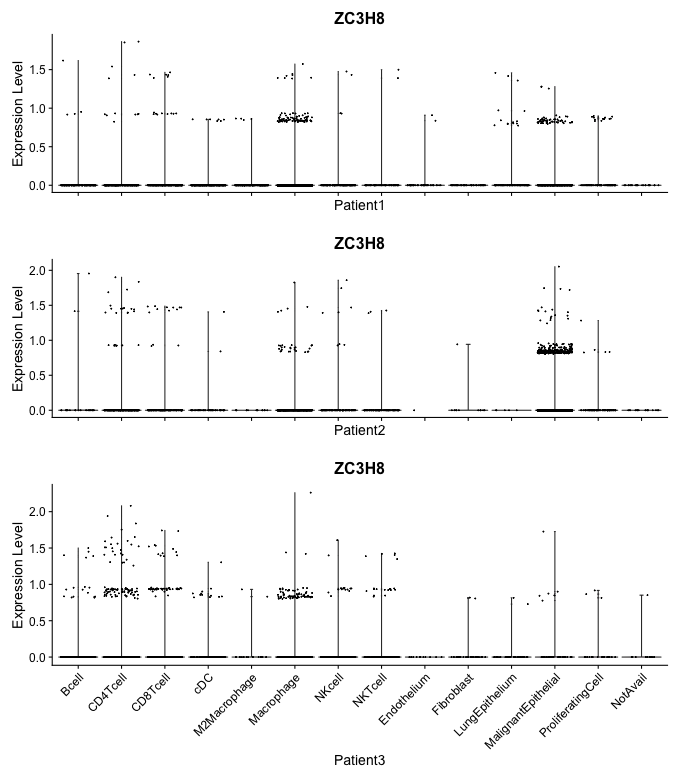 ZC3H8
Expression Level
1.5
1.0
0.5
0.0
Patient1
ZC3H8
Expression Level
2.0
1.5
1.0
0.5
0.0
Patient2
ZC3H8
Expression Level
2.0
1.5
1.0
0.5
0.0
Bcell
CD4Tcell
CD8Tcell
cDC
M2Macrophage
Macrophage
NKcell
NKTcell
Endothelium
Fibroblast
LungEpithelium
MalignantEpithelial
ProliferatingCell
NotAvail
Patient3